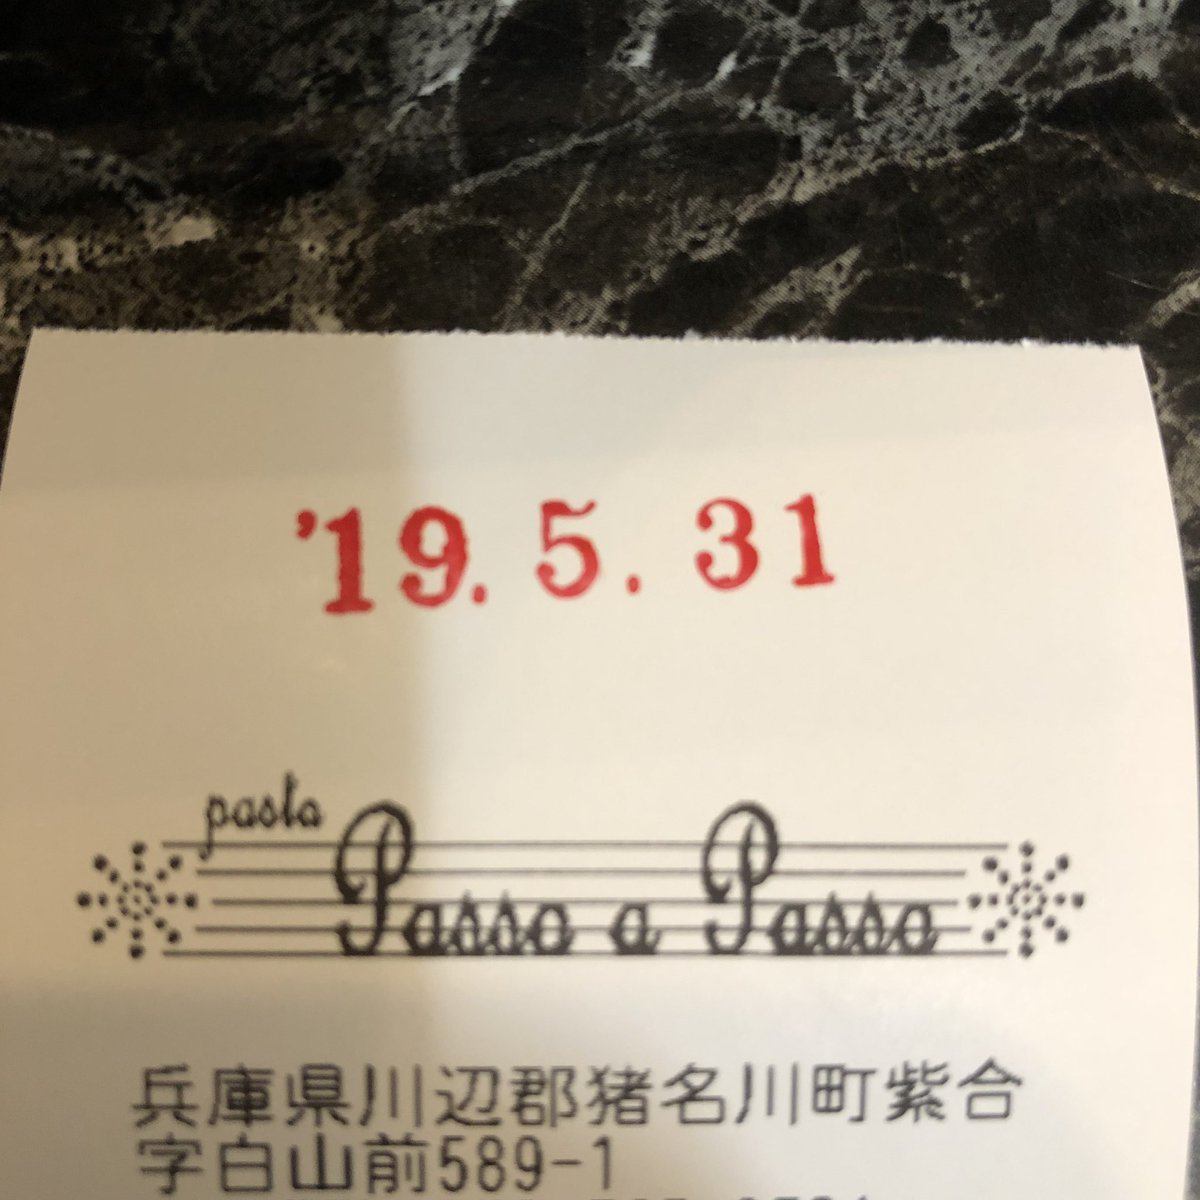 '19. 5. 31
pasta
Passo a Passo
兵庫県川辺郡猪名川町紫合
字白山前589-1